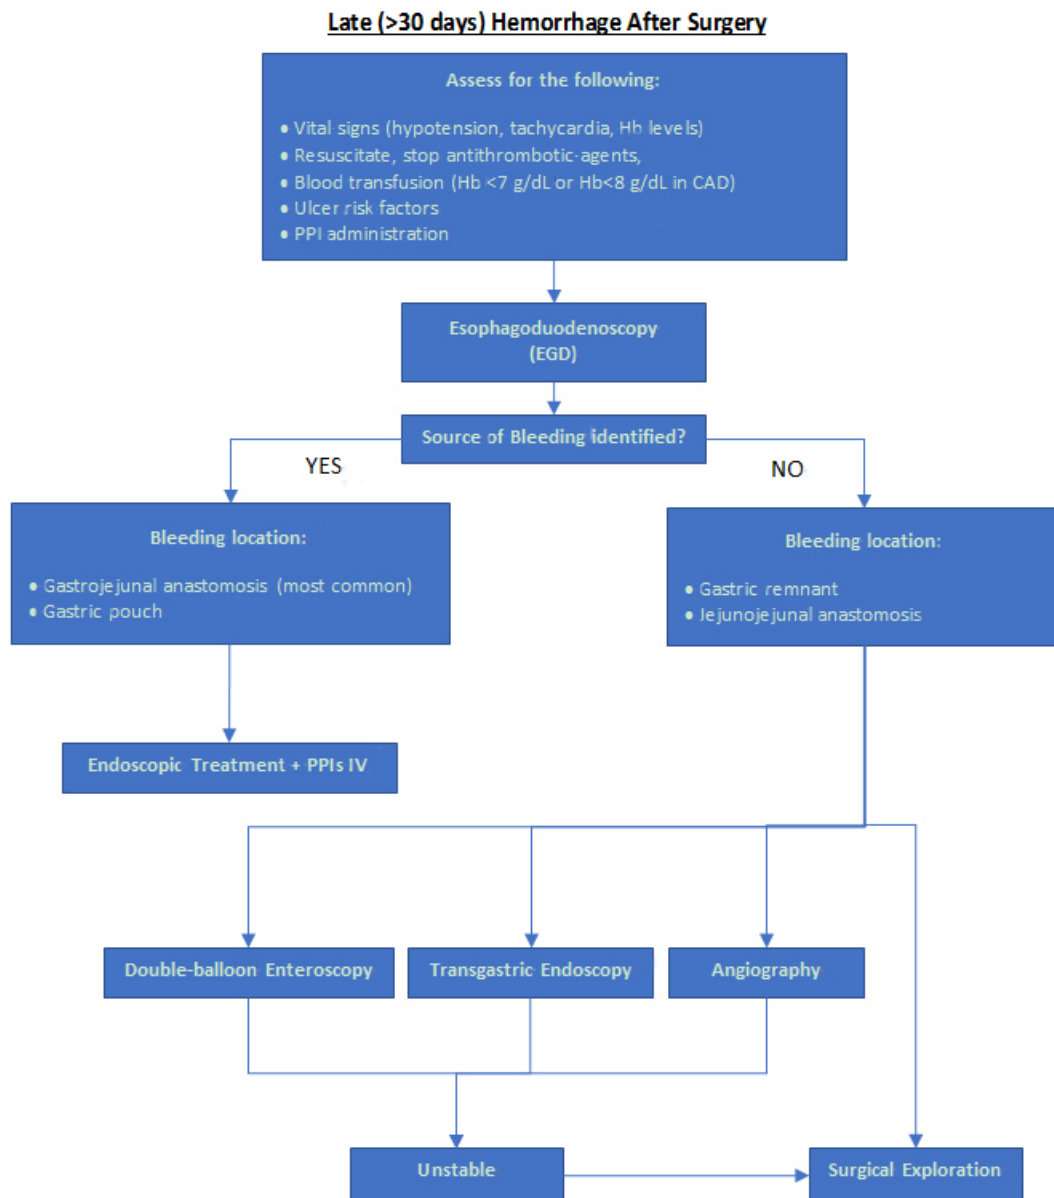 Late (>30 days) Hemorrhage After Surgery
Assess for the following:
• Vital signs (hypotension, tachycardia, Hb levels)
• Resuscitate, stop antithrombotic-agents,
• Blood transfusion (Hb <7 g/dL or Hb<8 g/dL in CAD)
• Ulcer risk factors
• PPI administration
Esophagoduodenoscopy
(EGD)
Source of Bleeding Identified?
YES
NO
Bleeding location:
• Gastrojejunal anastomosis (most common)
• Gastric pouch
Bleeding location:
• Gastric remnant
• Jejunojejunal anastomosis
Endoscopic Treatment + PPIs IV
Double-balloon Enteroscopy
Transgastric Endoscopy
Angiography
Unstable
Surgical Exploration